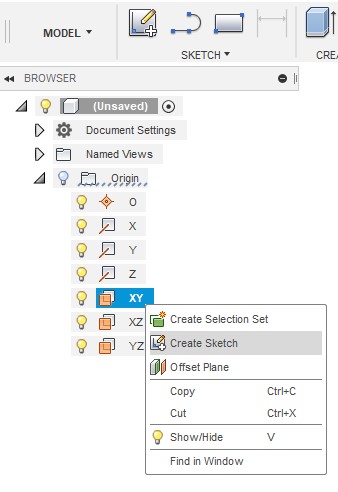 MODEL
SKETCH
CREA
BROWSER
(Unsaved)
Document Settings
Named Views
Origin
O
X
Y
Z
XY
XZ
YZ
Create Selection Set
Create Sketch
Offset Plane
Copy Ctrl+C
Cut Ctrl+X
Show/Hide V
Find in Window